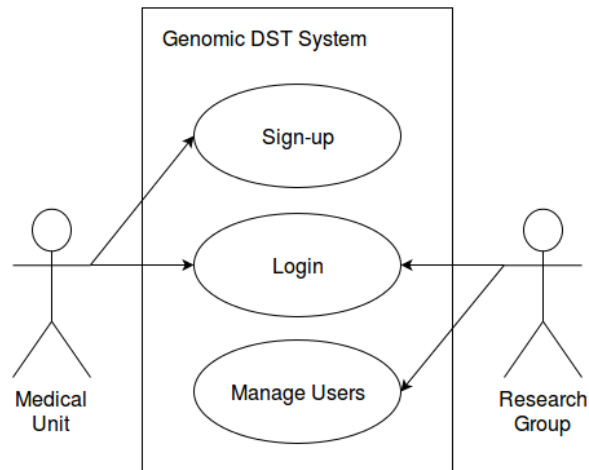 Genomic DST System
Sign-up
Login
Manage Users
Medical
Unit
Research
Group